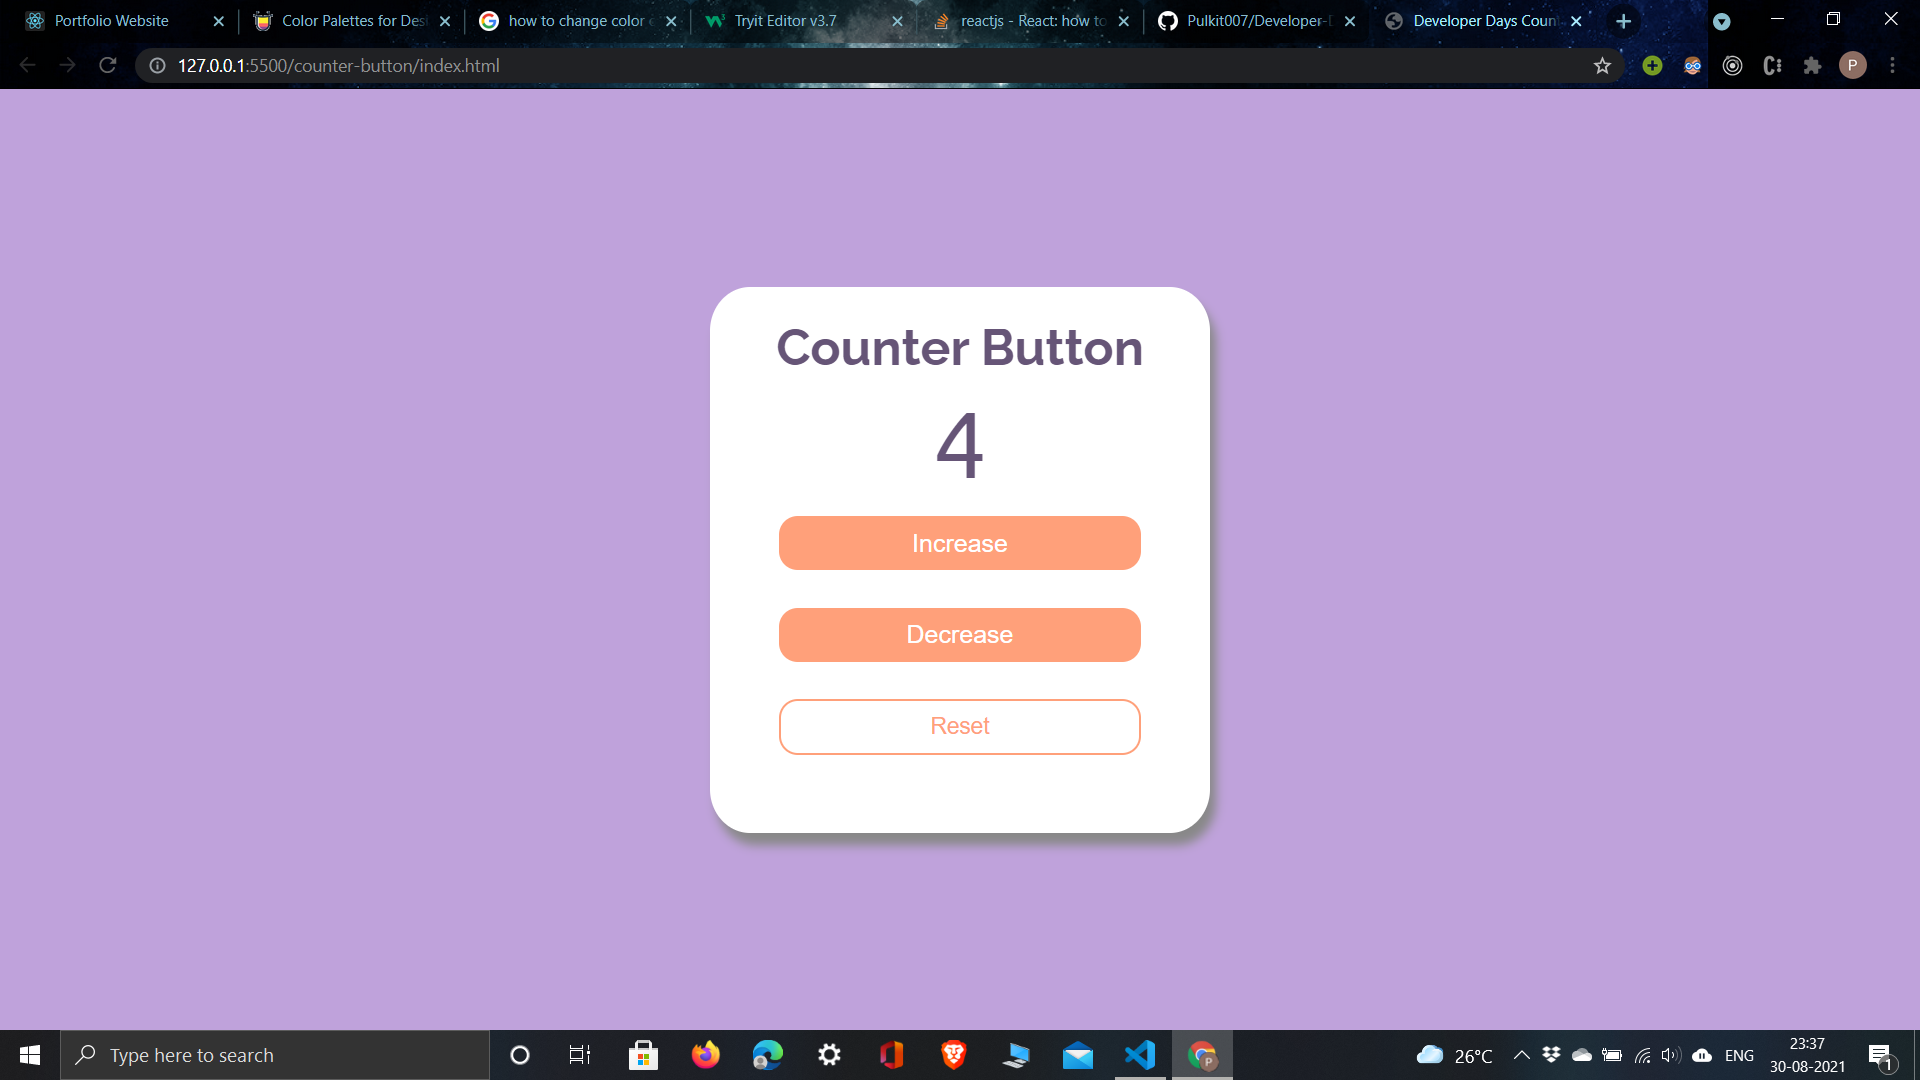 Portfolio Website
Color Palettes for Des
how to change color
Tryit Editor v3.7
reactjs - React: how to
Pulkit007/Developer-D
Developer Days Coun
127.0.0.1:5500/counter-button/index.html
P
Counter Button
4
Increase
Decrease
Reset
Type here to search
P
26°C
ENG
23:37
30-08-2021
1